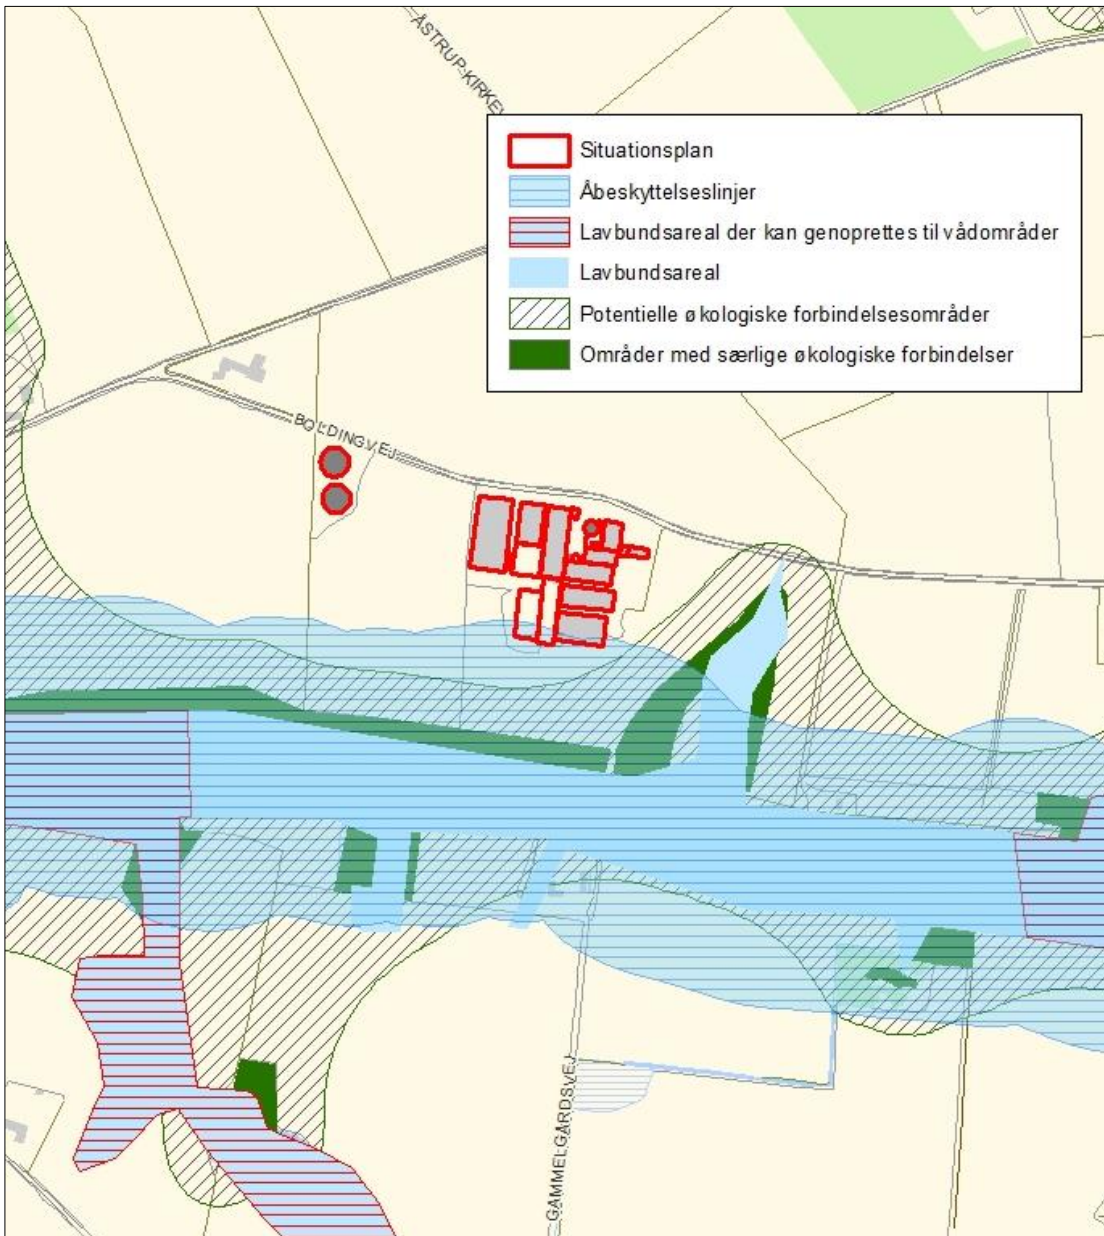 ÅSTRUP KIRKEV
Situationsplan
Åbeskyttelseslinjer
Lavbundsareal der kan genoprettes til vådområder
Lavbundsareal
Potentielle økologiske forbindelsesområder
Områder med særlige økologiske forbindelser
BOLDINGVEJ
GAMMELGÅRDSVEJ